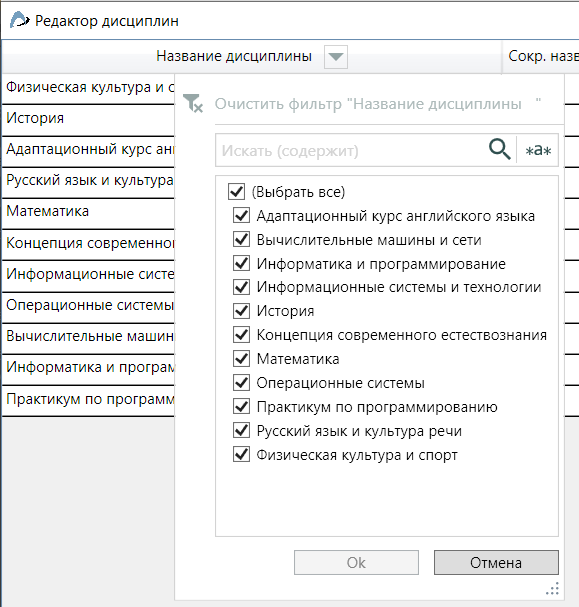 Редактор дисциплин
Название дисциплины
Сокр. назв
Физическая культура и с
История
Адаптационный курс анг
Русский язык и культура
Математика
Концепция современног
Информационные систе
Операционные системы
Вычислительные машин
Информатика и програм
Практикум по программ
Очистить фильтр "Название дисциплины "
Искать (содержит)
*a*
(Выбрать все)
Адаптационный курс английского языка
Вычислительные машины и сети
Информатика и программирование
Информационные системы и технологии
История
Концепция современного естествознания
Математика
Операционные системы
Практикум по программированию
Русский язык и культура речи
Физическая культура и спорт
Ok
Отмена